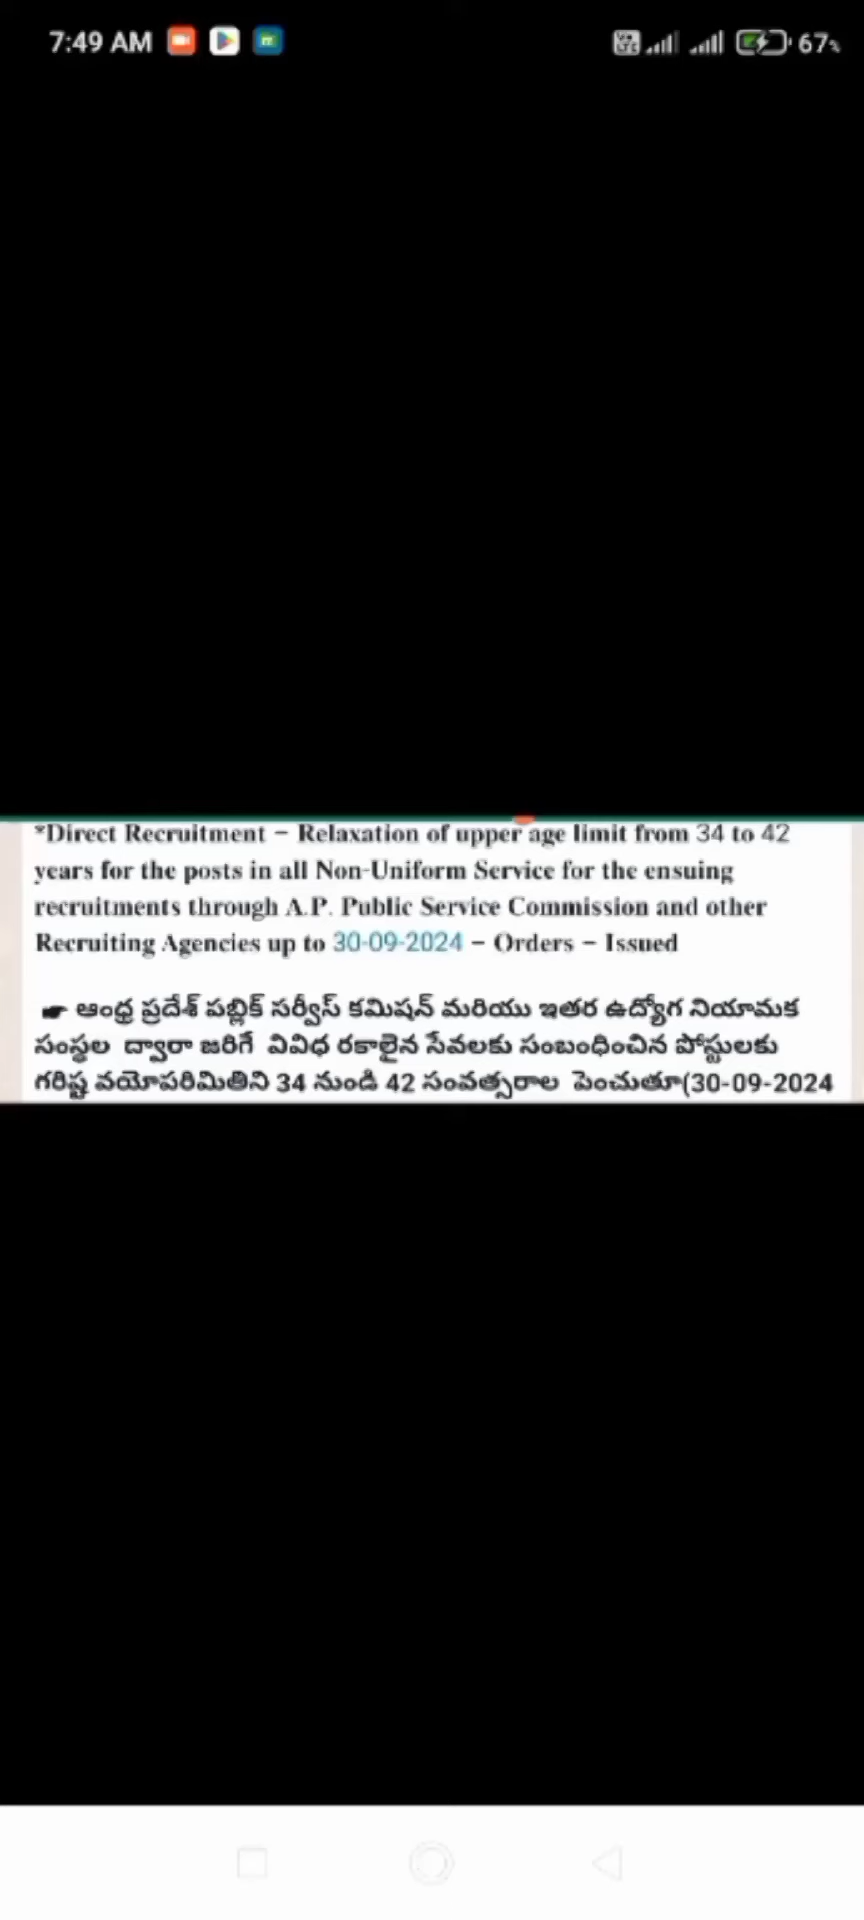 7:49 AM
67%
*Direct Recruitment – Relaxation of upper age limit from 34 to 42
years for the posts in all Non-Uniform Service for the ensuing
recruitments through A.P. Public Service Commission and other
Recruiting Agencies up to 30-09-2024 – Orders – Issued
☛ ఆంధ్ర ప్రదేశ్ పబ్లిక్ సర్వీస్ కమిషన్ మరియు ఇతర ఉద్యోగ నియామక
సంస్థల ద్వారా జరిగే వివిధ రకాలైన సేవలకు సంబంధించిన పోస్టులకు
గరిష్ట వయోపరిమితిని 34 నుండి 42 సంవత్సరాల పెంచుతూ(30-09-2024